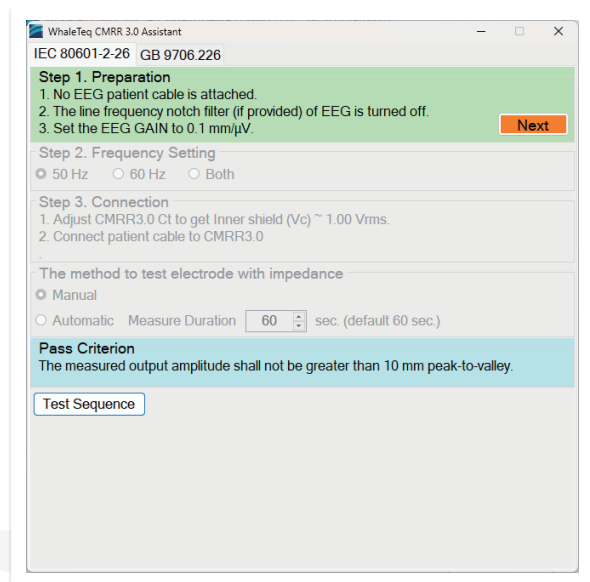 WhaleTeq CMRR 3.0 Assistant
IEC 80601-2-26 GB 9706.226
Step 1. Preparation
1. No EEG patient cable is attached.
2. The line frequency notch filter (if provided) of EEG is turned off.
3. Set the EEG GAIN to 0.1 mm/µV.
Next
Step 2. Frequency Setting
50 Hz 60 Hz Both
Step 3. Connection
1. Adjust CMRR3.0 Ct to get Inner shield (Vc) ~ 1.00 Vrms.
2. Connect patient cable to CMRR3.0
.
The method to test electrode with impedance
Manual
Automatic Measure Duration 60 sec. (default 60 sec.)
Pass Criterion
The measured output amplitude shall not be greater than 10 mm peak-to-valley.
Test Sequence